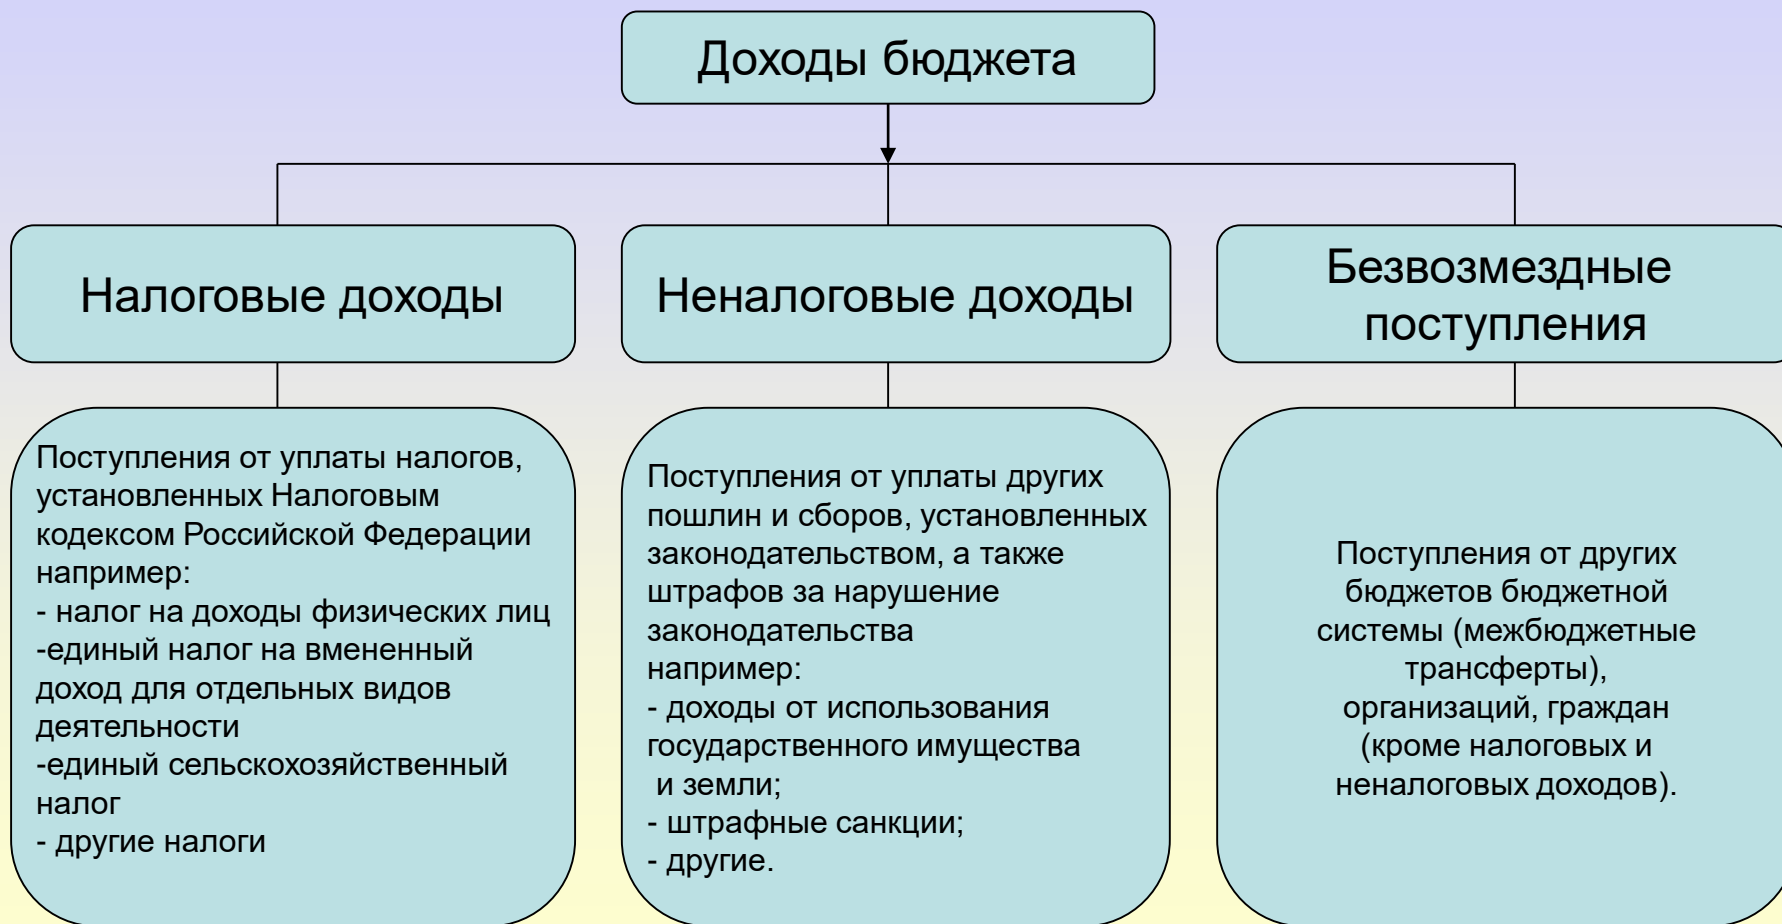 Доходы бюджета
Налоговые доходы
Неналоговые доходы
Безвозмездные
поступления
Поступления от уплаты налогов,
установленных Налоговым
кодексом Российской Федерации
например:
- налог на доходы физических лиц
-единый налог на вмененный
доход для отдельных видов
деятельности
-единый сельскохозяйственный
налог
- другие налоги
Поступления от уплаты других
пошлин и сборов, установленных
законодательством, а также
штрафов за нарушение
законодательства
например:
- доходы от использования
государственного имущества
и земли;
- штрафные санкции;
- другие.
Поступления от других
бюджетов бюджетной
системы (межбюджетные
трансферты),
организаций, граждан
(кроме налоговых и
неналоговых доходов).